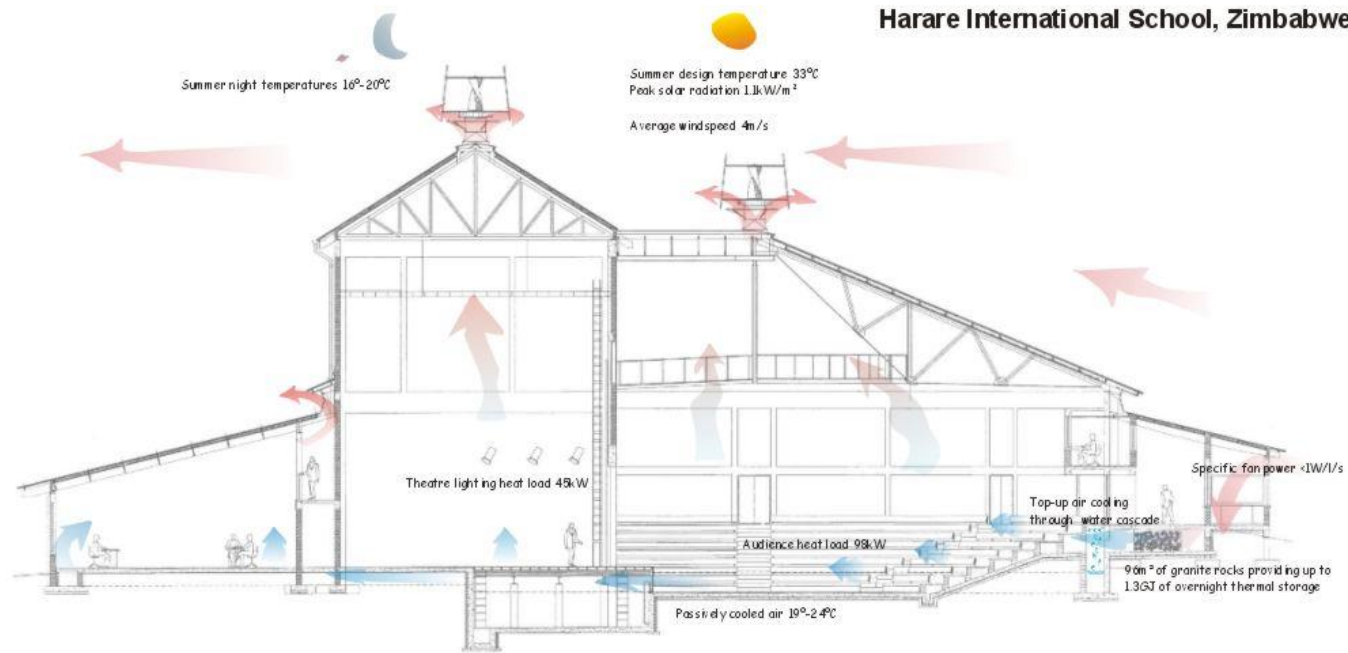 Harare International School, Zimbabwe
Summer night temperatures 16°-20°C
Summer design temperature 33°C
Peak solar radiation 1.1kW/m²
Average windspeed 4m/s
Theatre lighting heat load 45kW
Specific fan power <1W/l/s
Top-up air cooling
through water cascade
Audience heat load 98kW
96m³ of granite rocks providing up to
1.3GJ of overnight thermal storage
Passively cooled air 19°-24°C